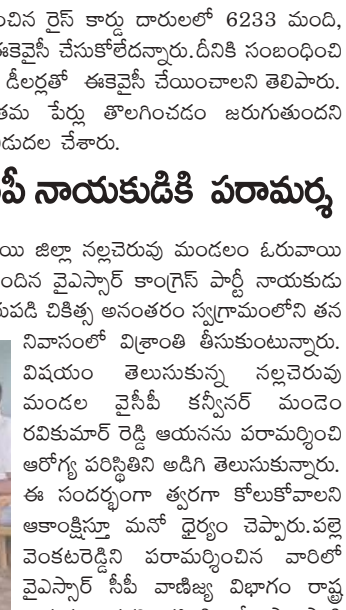 ంచిన రైస్ కార్డు దారులలో 6233 మంది,
ఈకెవైసీ చేసుకోలేదన్నారు.దీనికి సంబంధించి
డీలర్లతో ఈకెవైసీ చేయించాలని తెలిపారు.
తమ పేర్లు తొలగించడం జరుగుతుందని
డుదల చేశారు.
పీ నాయకుడికి పరామర్శ
యి జిల్లా నల్లచెరువు మండలం ఓరువాయి
ందిన వైఎస్సార్ కాంగ్రెస్ పార్టీ నాయకుడు
పడి చికిత్స అనంతరం స్వగ్రామంలోని తన
నివాసంలో విశ్రాంతి తీసుకుంటున్నారు.
విషయం తెలుసుకున్న నల్లచెరువు
మండల వైసీపీ కన్వీనర్ మండెం
రవికుమార్ రెడ్డి ఆయనను పరామర్శించి
ఆరోగ్య పరిస్థితిని అడిగి తెలుసుకున్నారు.
ఈ సందర్భంగా త్వరగా కోలుకోవాలని
ఆకాంక్షిస్తూ మనో ధైర్యం చెప్పారు.పల్లె
వెంకటరెడ్డిని పరామర్శించిన వారిలో
వైఎస్సార్ సీపీ వాణిజ్య విభాగం రాష్ట్ర